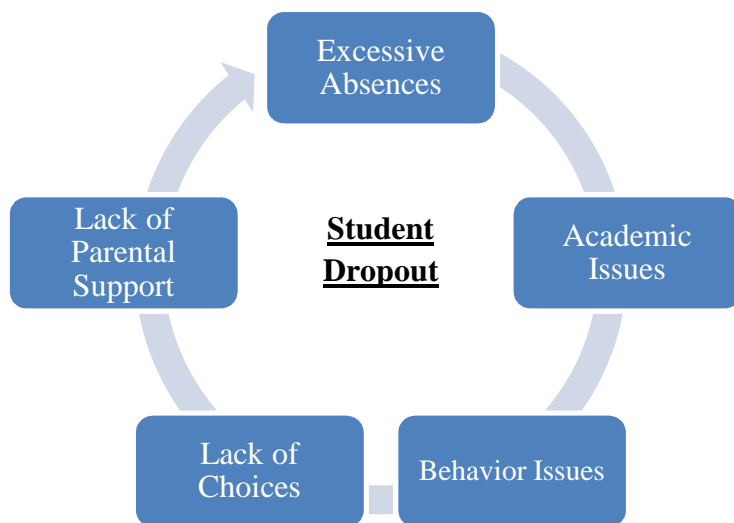 Excessive
Absences
Academic
Issues
Behavior Issues
Lack of
Choices
Lack of
Parental
Support
Student
Dropout